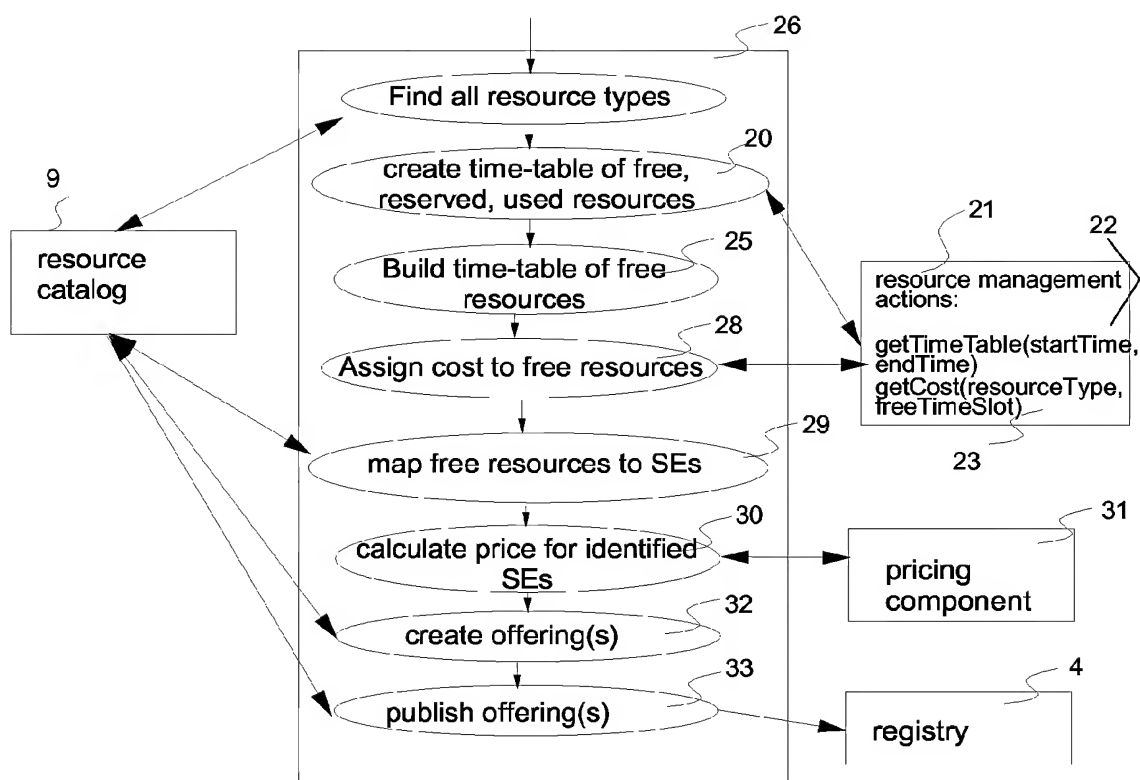 26
Find all resource types
20
create time-table of free,
reserved, used resources
9
resource
catalog
25
Build time-table of free
resources
21
22
resource management
actions:
getTimeTable(startTime,
endTime)
getCost(resourceType,
freeTimeSlot)
23
28
Assign cost to free resources
29
map free resources to SEs
30
calculate price for identified
SEs
31
pricing
component
32
create offering(s)
33
publish offering(s)
4
registry